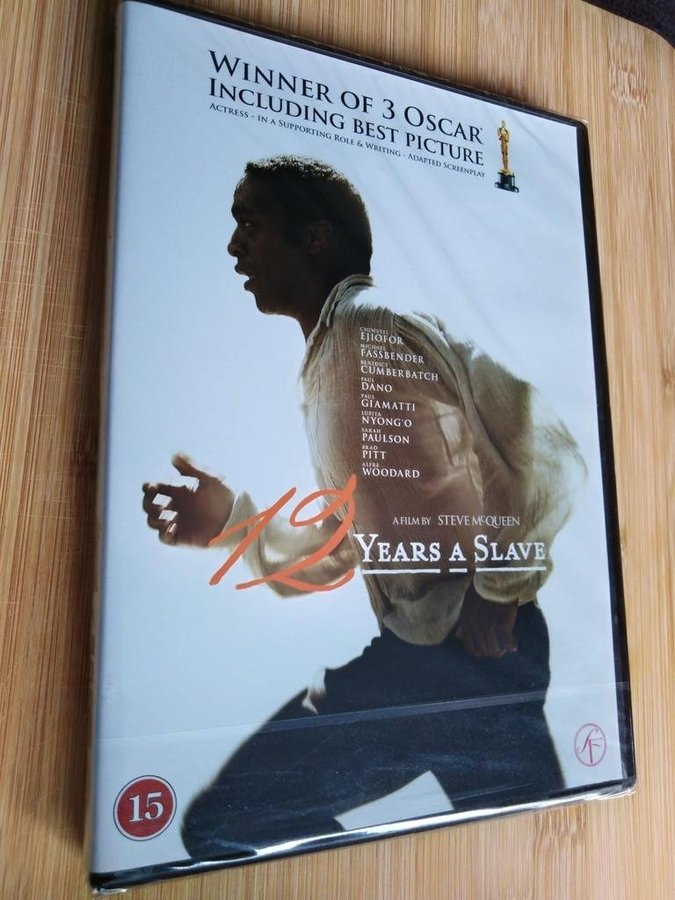 WINNER OF 3 OSCAR®
INCLUDING BEST PICTURE
ACTRESS - IN A SUPPORTING ROLE & WRITING - ADAPTED SCREENPLAY
CHIWETEL
EJIOFOR
MICHAEL
FASSBENDER
BENEDICT
CUMBERBATCH
PAUL
DANO
PAUL
GIAMATTI
LUPITA
NYONG'O
SARAH
PAULSON
BRAD
PITT
ALFRE
WOODARD
A FILM BY STEVE McQUEEN
12 YEARS A SLAVE
SF
15